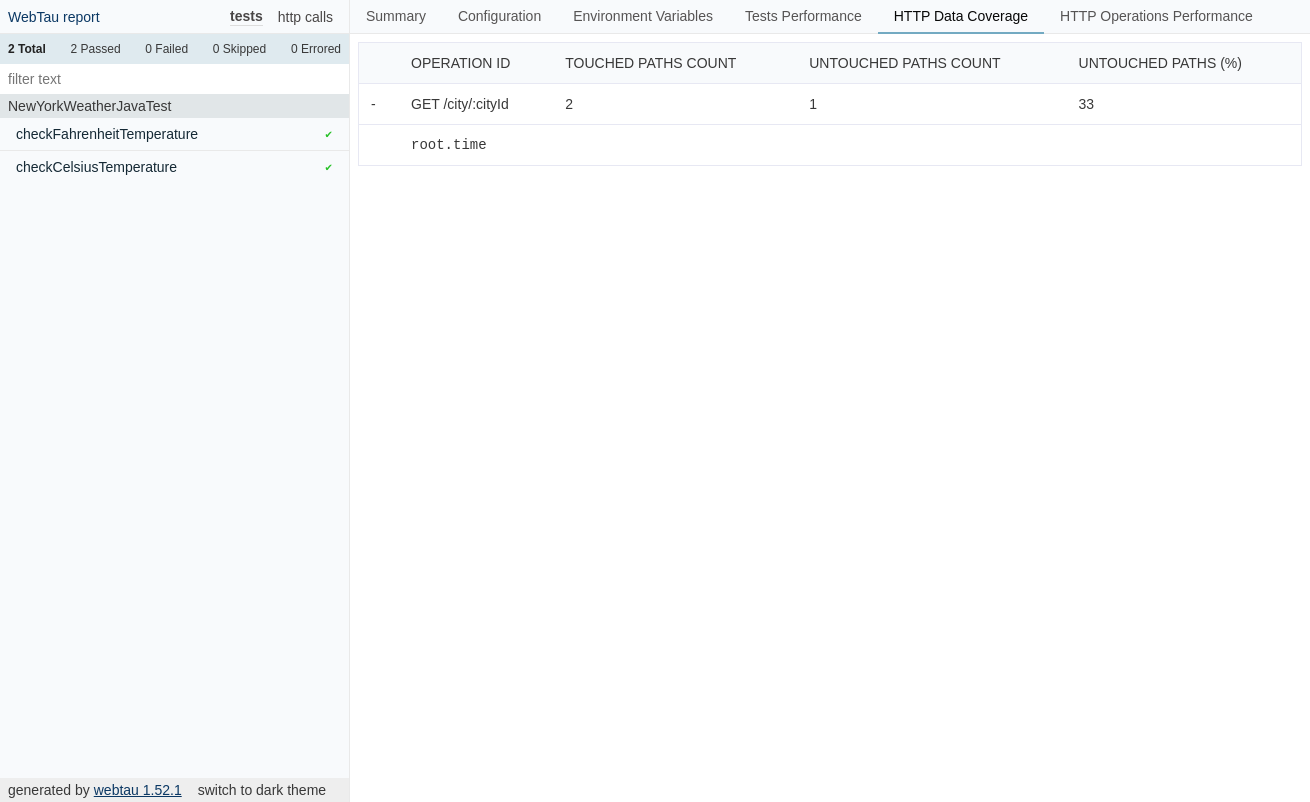 WebTau report tests http calls
2 Total 2 Passed 0 Failed 0 Skipped 0 Errored
filter text
NewYorkWeatherJavaTest
checkFahrenheitTemperature ✔
checkCelsiusTemperature ✔
generated by webtau 1.52.1 switch to dark theme
Summary Configuration Environment Variables Tests Performance HTTP Data Coverage HTTP Operations Performance
OPERATION ID TOUCHED PATHS COUNT UNTOUCHED PATHS COUNT UNTOUCHED PATHS (%)
- GET /city/:cityId 2 1 33
root.time